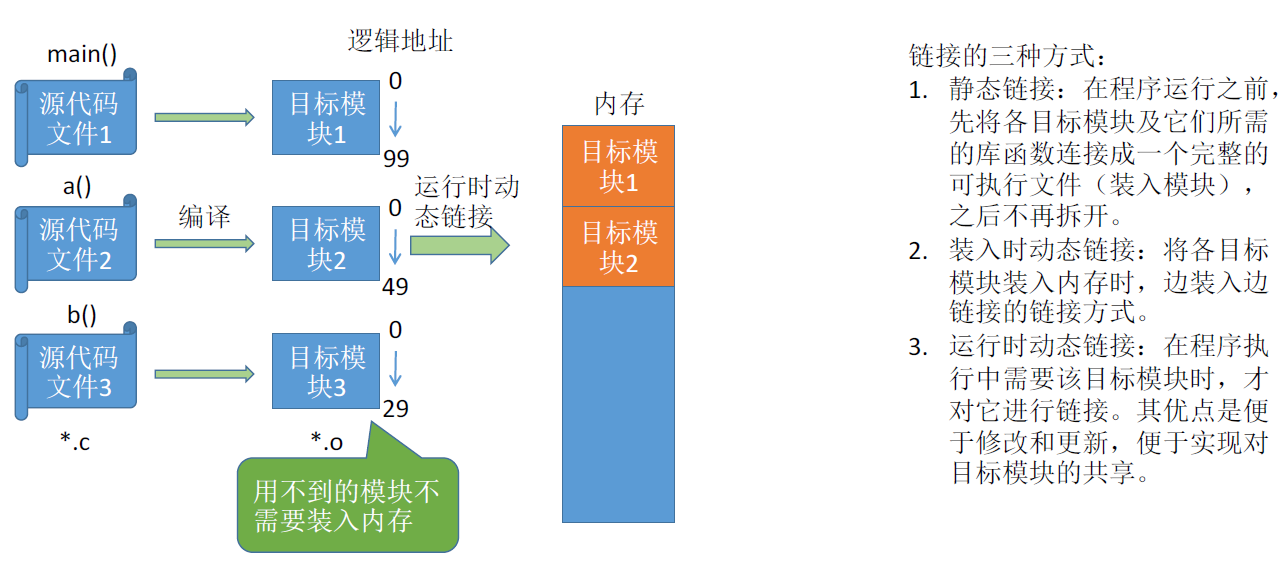 main()
源代码
文件1
a()
源代码
文件2
编译
b()
源代码
文件3
*.c
逻辑地址
目标模
块1
0
99
目标模
块2
0
49
目标模
块3
0
29
*.o
用不到的模块不
需要装入内存
运行时动
态链接
内存
目标模
块1
目标模
块2
链接的三种方式：
1. 静态链接：在程序运行之前，
先将各目标模块及它们所需
的库函数连接成一个完整的
可执行文件（装入模块），
之后不再拆开。
2. 装入时动态链接：将各目标
模块装入内存时，边装入边
链接的链接方式。
3. 运行时动态链接：在程序执
行中需要该目标模块时，才
对它进行链接。其优点是便
于修改和更新，便于实现对
目标模块的共享。